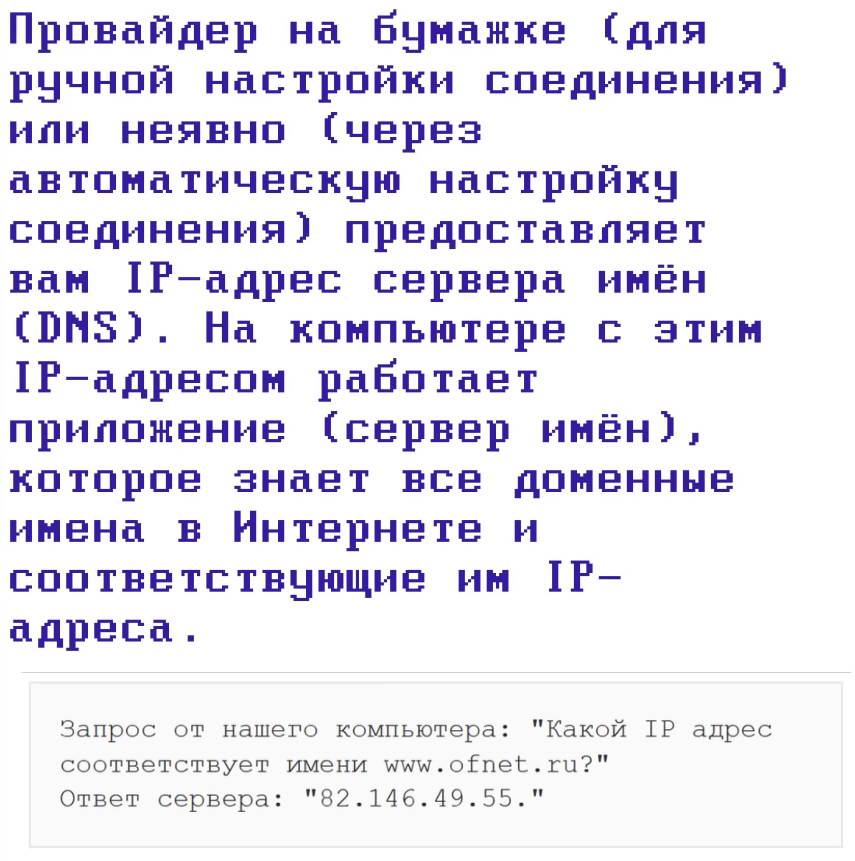 Провайдер на бумажке (для
ручной настройки соединения)
или неявно (через
автоматическую настройку
соединения) предоставляет
вам IP-адрес сервера имён
(DNS). На компьютере с этим
IP-адресом работает
приложение (сервер имён),
которое знает все доменные
имена в Интернете и
соответствующие им IP-
адреса.
Запрос от нашего компьютера: "Какой IP адрес
соответствует имени www.ofnet.ru?"
Ответ сервера: "82.146.49.55."